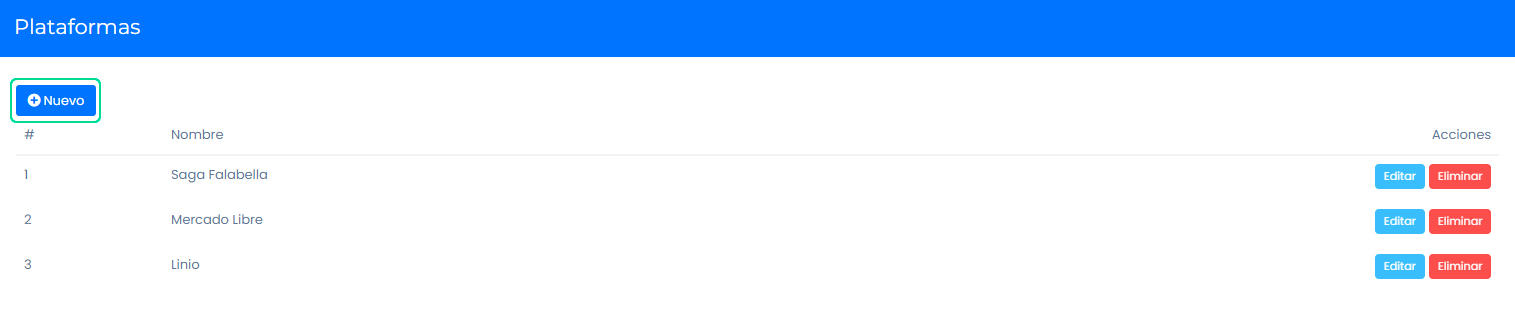 Plataformas
Nuevo
# Nombre Acciones
1 Saga Falabella Editar Eliminar
2 Mercado Libre Editar Eliminar
3 Linio Editar Eliminar